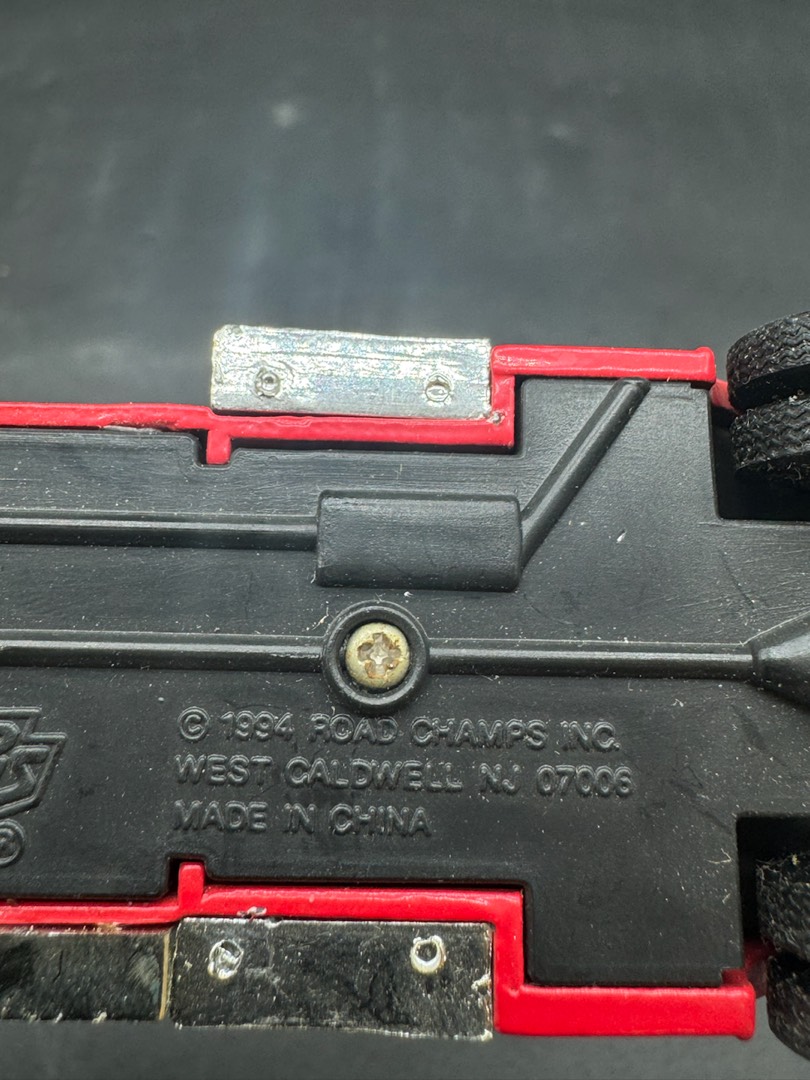 © 1994 ROAD CHAMPS INC.
WEST CALDWELL NJ 07006
MADE IN CHINA
®